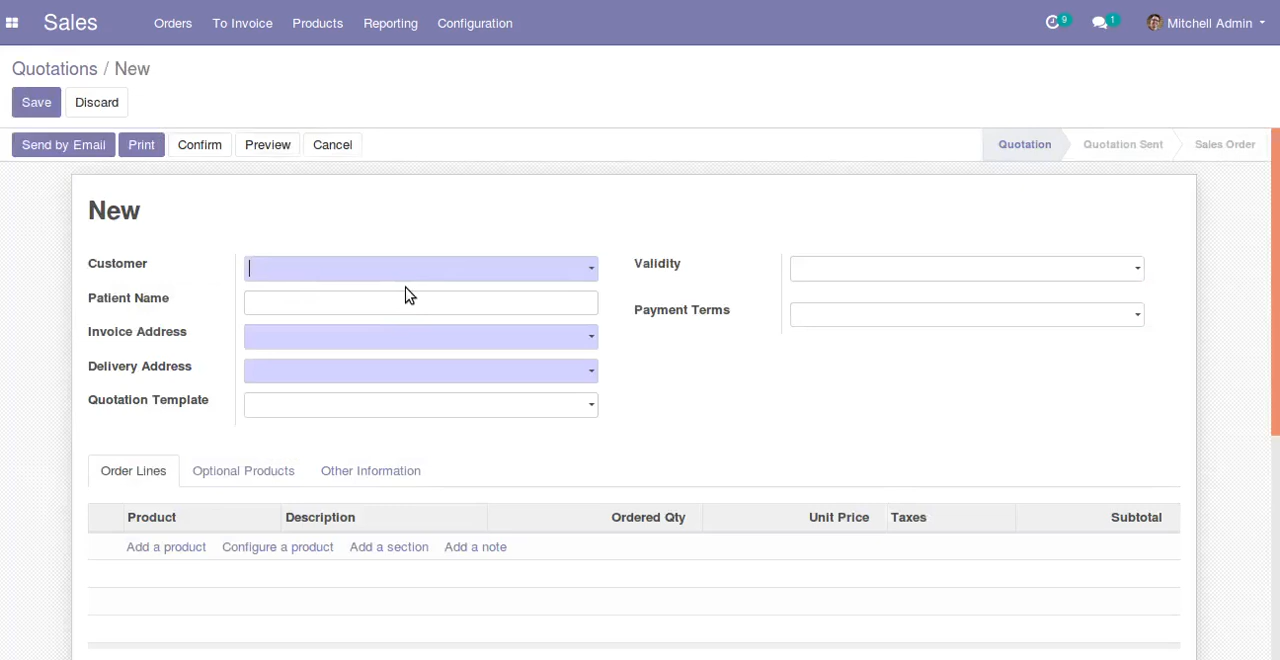 Sales Orders To Invoice Products Reporting Configuration 9 1 Mitchell Admin
Quotations / New
Save Discard
Send by Email Print Confirm Preview Cancel Quotation Quotation Sent Sales Order
New
Customer Validity
Patient Name
Payment Terms
Invoice Address
Delivery Address
Quotation Template
Order Lines Optional Products Other Information
Product Description Ordered Qty Unit Price Taxes Subtotal
Add a product Configure a product Add a section Add a note